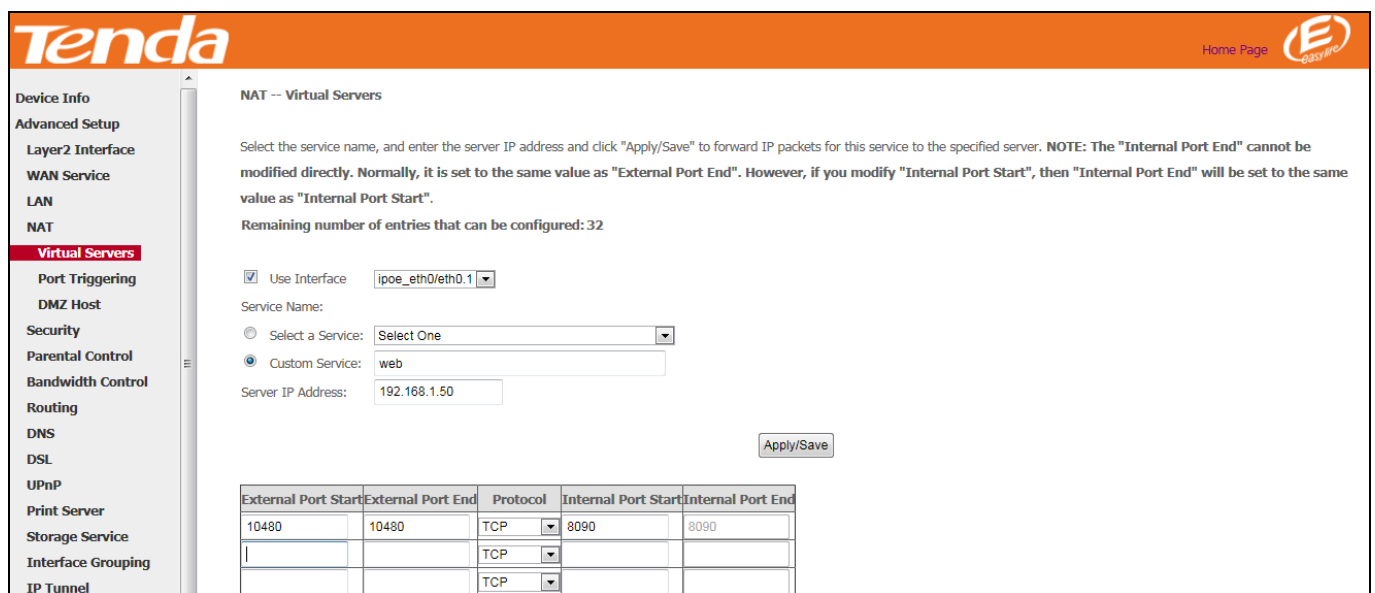 Tenda
Home Page
E
easylife
Device Info
Advanced Setup
Layer2 Interface
WAN Service
LAN
NAT
Virtual Servers
Port Triggering
DMZ Host
Security
Parental Control
Bandwidth Control
Routing
DNS
DSL
UPnP
Print Server
Storage Service
Interface Grouping
IP Tunnel
NAT -- Virtual Servers
Select the service name, and enter the server IP address and click "Apply/Save" to forward IP packets for this service to the specified server. NOTE: The "Internal Port End" cannot be
modified directly. Normally, it is set to the same value as "External Port End". However, if you modify "Internal Port Start", then "Internal Port End" will be set to the same
value as "Internal Port Start".
Remaining number of entries that can be configured: 32
Use Interface ipoe_eth0/eth0.1
Service Name:
Select a Service: Select One
Custom Service: web
Server IP Address: 192.168.1.50
Apply/Save
External Port Start External Port End Protocol Internal Port Start Internal Port End
10480 10480 TCP 8090 8090
TCP
TCP